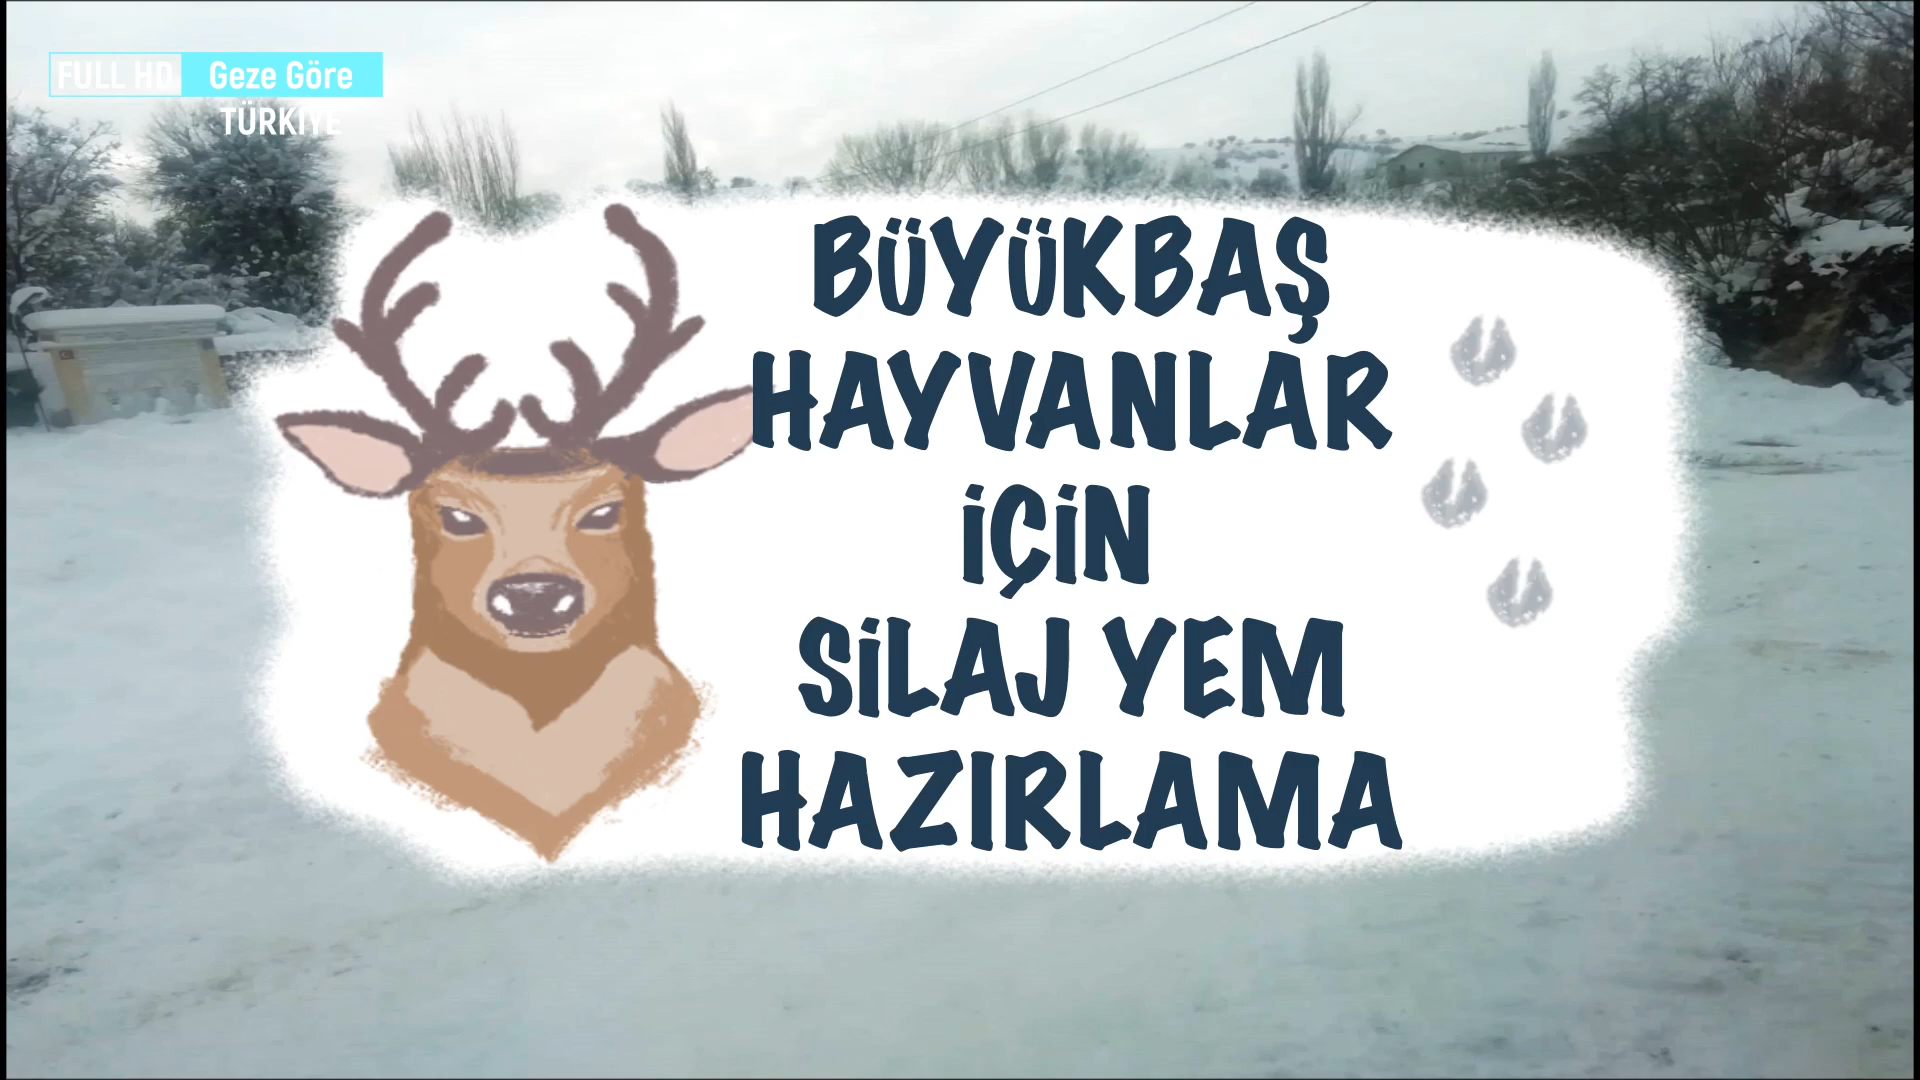 FULL HD Geze Göre
TÜRKİYE
BÜYÜKBAŞ
HAYVANLAR
İÇİN
SİLAJ YEM
HAZIRLAMA